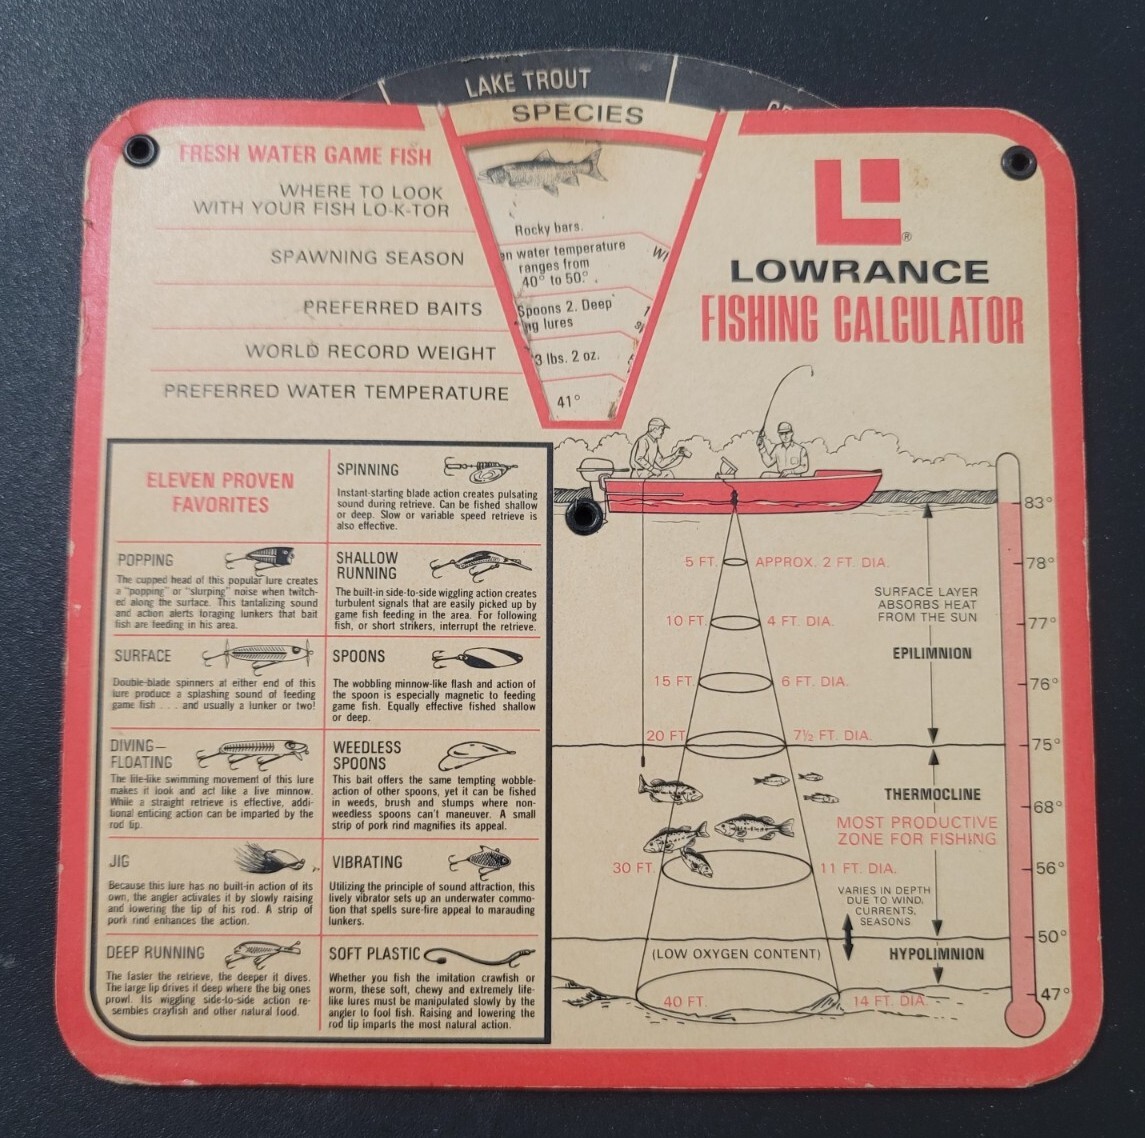 LAKE TROUT
SPECIES
FRESH WATER GAME FISH
WHERE TO LOOK
WITH YOUR FISH LO-K-TOR
SPAWNING SEASON
PREFERRED BAITS
WORLD RECORD WEIGHT
PREFERRED WATER TEMPERATURE
Rocky bars.
en water temperature
ranges from
40° to 50°.
Spoons 2. Deep
ng lures
3 lbs. 2 oz.
41°
L
®
LOWRANCE
FISHING CALCULATOR
ELEVEN PROVEN
FAVORITES
SPINNING
Instant-starting blade action creates pulsating
sound during retrieve. Can be fished shallow
or deep. Slow or variable speed retrieve is
also effective.
POPPING
The cupped head of this popular lure creates
a "popping" or "slurping" noise when twitch-
ed along the surface. This tantalizing sound
and action alerts foraging lunkers that bait
fish are feeding in his area.
SHALLOW
RUNNING
The built-in side-to-side wiggling action creates
turbulent signals that are easily picked up by
game fish feeding in the area. For following
fish, or short strikers, interrupt the retrieve.
SURFACE
Double-blade spinners at either end of this
lure produce a splashing sound of feeding
game fish . . . and usually a lunker or two!
SPOONS
The wobbling minnow-like flash and action of
the spoon is especially magnetic to feeding
game fish. Equally effective fished shallow
or deep.
DIVING—
FLOATING
The life-like swimming movement of this lure
makes it look and act like a live minnow.
While a straight retrieve is effective, addi-
tional enticing action can be imparted by the
rod tip.
WEEDLESS
SPOONS
This bait offers the same tempting wobble-
action of other spoons, yet it can be fished
in weeds, brush and stumps where non-
weedless spoons can't maneuver. A small
strip of pork rind magnifies its appeal.
JIG
Because this lure has no built-in action of its
own, the angler activates it by slowly raising
and lowering the tip of his rod. A strip of
pork rind enhances the action.
VIBRATING
Utilizing the principle of sound attraction, this
lively vibrator sets up an underwater commo-
tion that spells sure-fire appeal to marauding
lunkers.
DEEP RUNNING
The faster the retrieve, the deeper it dives.
The large lip drives it deep where the big ones
prowl. Its wiggling side-to-side action re-
sembles crayfish and other natural food.
SOFT PLASTIC
Whether you fish the imitation crawfish or
worm, these soft, chewy and extremely life-
like lures must be manipulated slowly by the
angler to fool fish. Raising and lowering the
rod tip imparts the most natural action.
83°
5 FT. APPROX. 2 FT. DIA. 78°
SURFACE LAYER
ABSORBS HEAT
FROM THE SUN
10 FT. 4 FT. DIA. 77°
EPILIMNION
15 FT. 6 FT. DIA. 76°
20 FT. 7½ FT. DIA. 75°
THERMOCLINE
68°
MOST PRODUCTIVE
ZONE FOR FISHING
30 FT. 11 FT. DIA. 56°
VARIES IN DEPTH
DUE TO WIND,
CURRENTS,
SEASONS
50°
(LOW OXYGEN CONTENT) HYPOLIMNION
40 FT. 14 FT. DIA. 47°